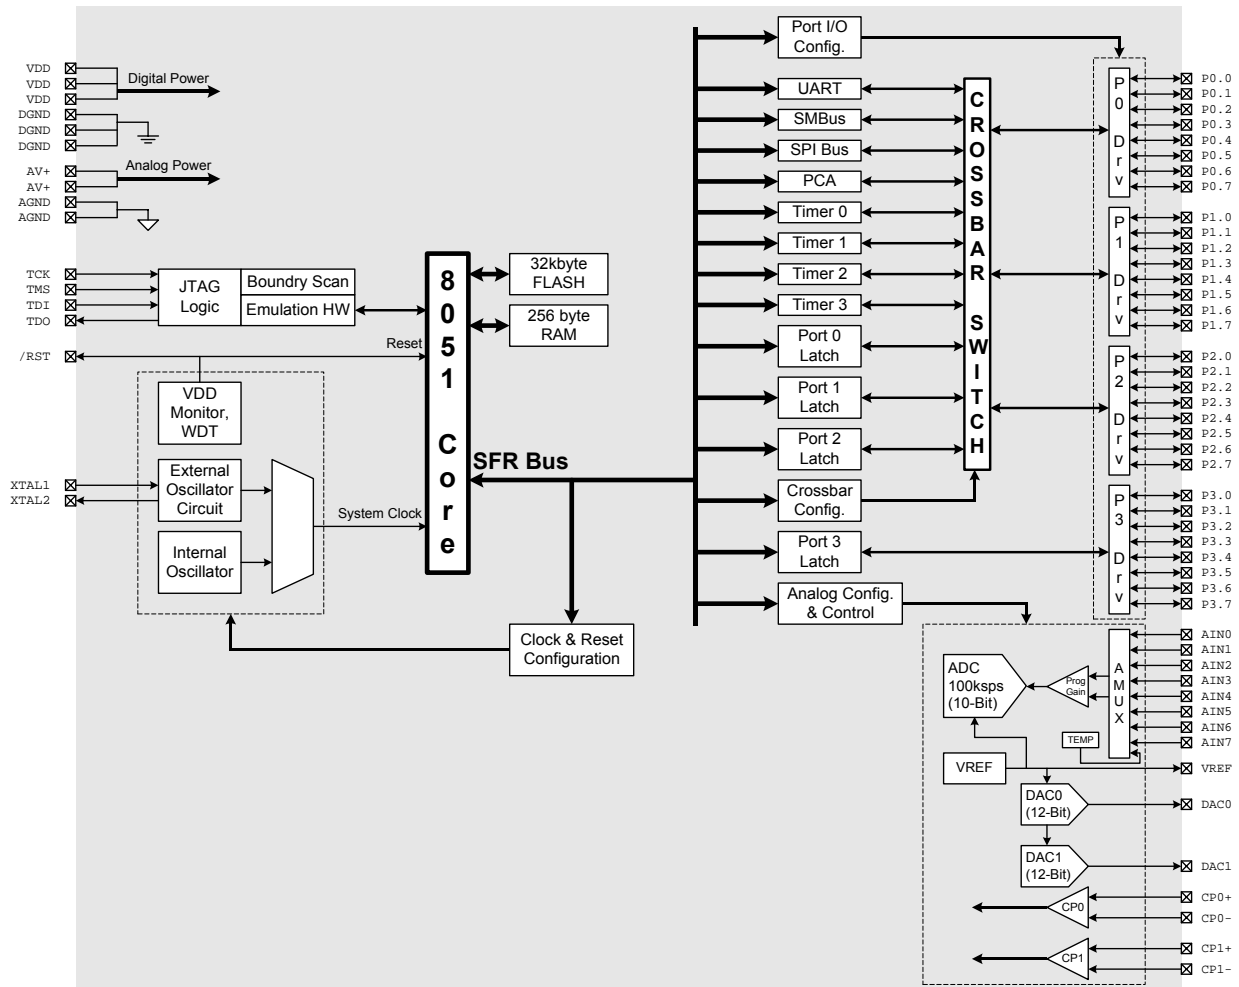 VDD
VDD
VDD
DGND
DGND
DGND
Digital Power
AV+
AV+
AGND
AGND
Analog Power
TCK
TMS
TDI
TDO
JTAG
Logic
Boundry Scan
Emulation HW
/RST
Reset
VDD
Monitor,
WDT
XTAL1
XTAL2
External
Oscillator
Circuit
Internal
Oscillator
System Clock
8051 Core
32kbyte
FLASH
256 byte
RAM
SFR Bus
Clock & Reset
Configuration
Port I/O
Config.
UART
SMBus
SPI Bus
PCA
Timer 0
Timer 1
Timer 2
Timer 3
Port 0
Latch
Port 1
Latch
Port 2
Latch
Crossbar
Config.
Port 3
Latch
Analog Config.
& Control
CROSSBAR SWITCH
P0 Drv
P1 Drv
P2 Drv
P3 Drv
P0.0
P0.1
P0.2
P0.3
P0.4
P0.5
P0.6
P0.7
P1.0
P1.1
P1.2
P1.3
P1.4
P1.5
P1.6
P1.7
P2.0
P2.1
P2.2
P2.3
P2.4
P2.5
P2.6
P2.7
P3.0
P3.1
P3.2
P3.3
P3.4
P3.5
P3.6
P3.7
ADC
100ksps
(10-Bit)
Prog
Gain
AMUX
TEMP
VREF
DAC0
(12-Bit)
DAC1
(12-Bit)
CP0
CP1
AIN0
AIN1
AIN2
AIN3
AIN4
AIN5
AIN6
AIN7
VREF
DAC0
DAC1
CP0+
CP0-
CP1+
CP1-